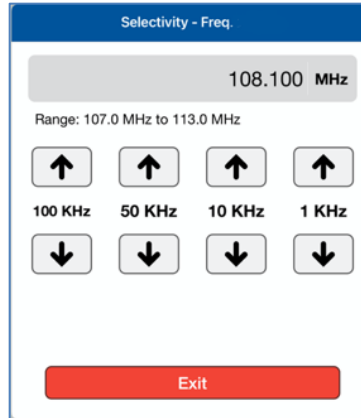 Selectivity - Freq.
108.100 MHz
Range: 107.0 MHz to 113.0 MHz
100 KHz 50 KHz 10 KHz 1 KHz
Exit